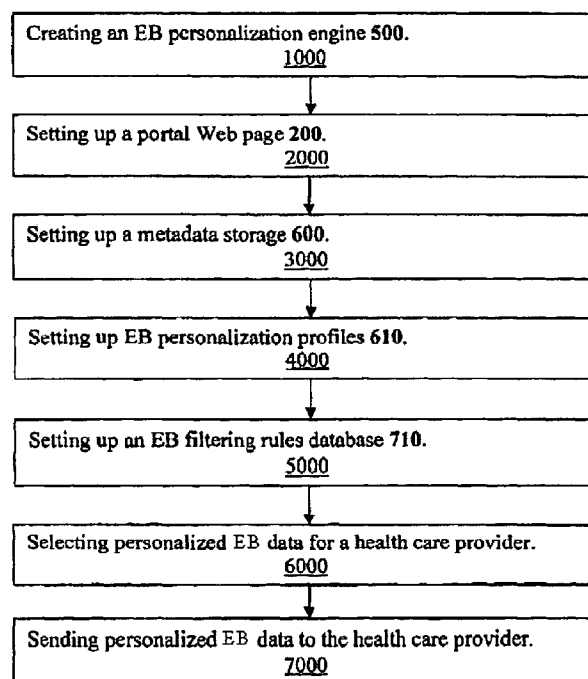 Creating an EB personalization engine 500.
1000
Setting up a portal Web page 200.
2000
Setting up a metadata storage 600.
3000
Setting up EB personalization profiles 610.
4000
Setting up an EB filtering rules database 710.
5000
Selecting personalized EB data for a health care provider.
6000
Sending personalized EB data to the health care provider.
7000